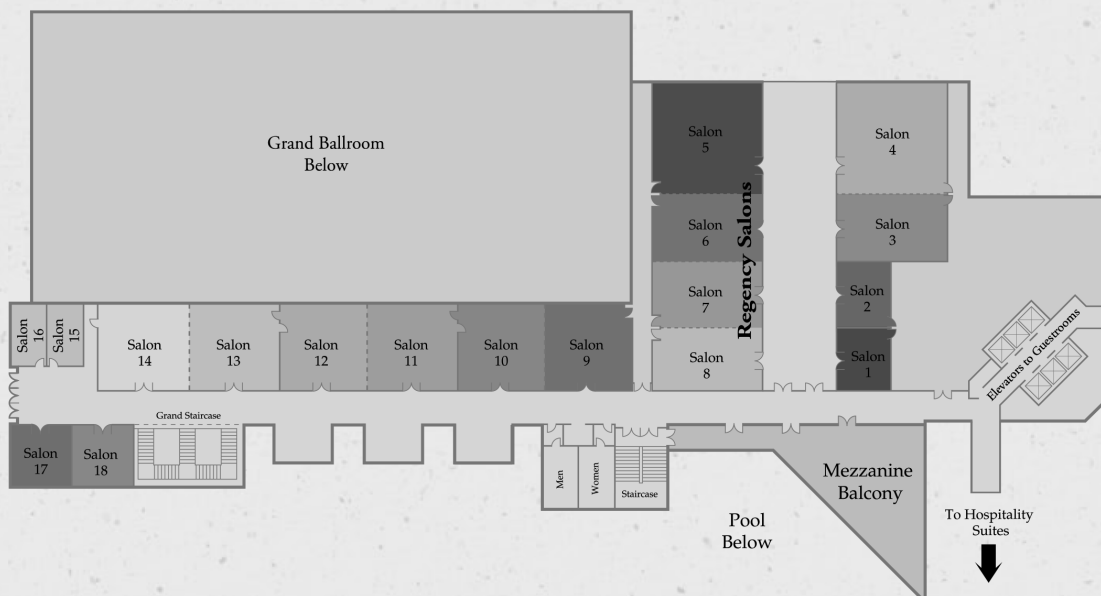 Grand Ballroom
Below
Salon
5
Salon
4
Regency Salons
Salon
6
Salon
3
Salon
7
Salon
2
Salon
8
Salon
1
Salon
16
Salon
15
Salon
14
Salon
13
Salon
12
Salon
11
Salon
10
Salon
9
Elevators to Guestrooms
Grand Staircase
Salon
17
Salon
18
Men
Women
Staircase
Mezzanine
Balcony
Pool
Below
To Hospitality
Suites